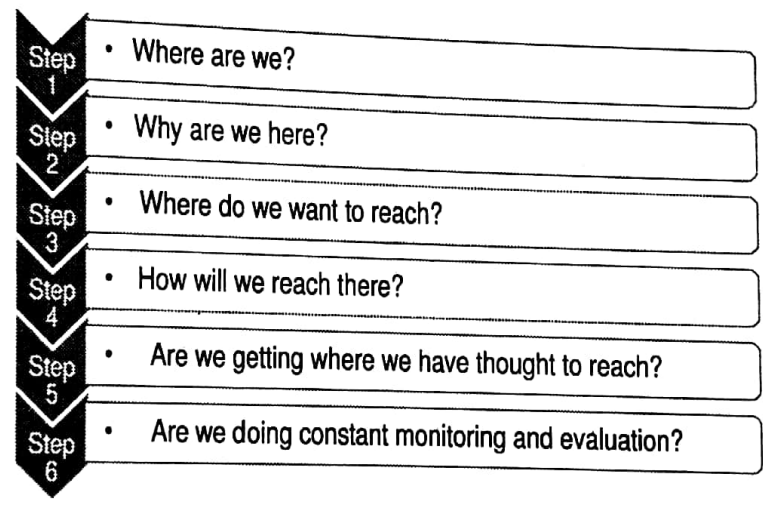 Step
1
• Where are we?
Step
2
• Why are we here?
Step
3
• Where do we want to reach?
Step
4
• How will we reach there?
Step
5
• Are we getting where we have thought to reach?
Step
6
• Are we doing constant monitoring and evaluation?